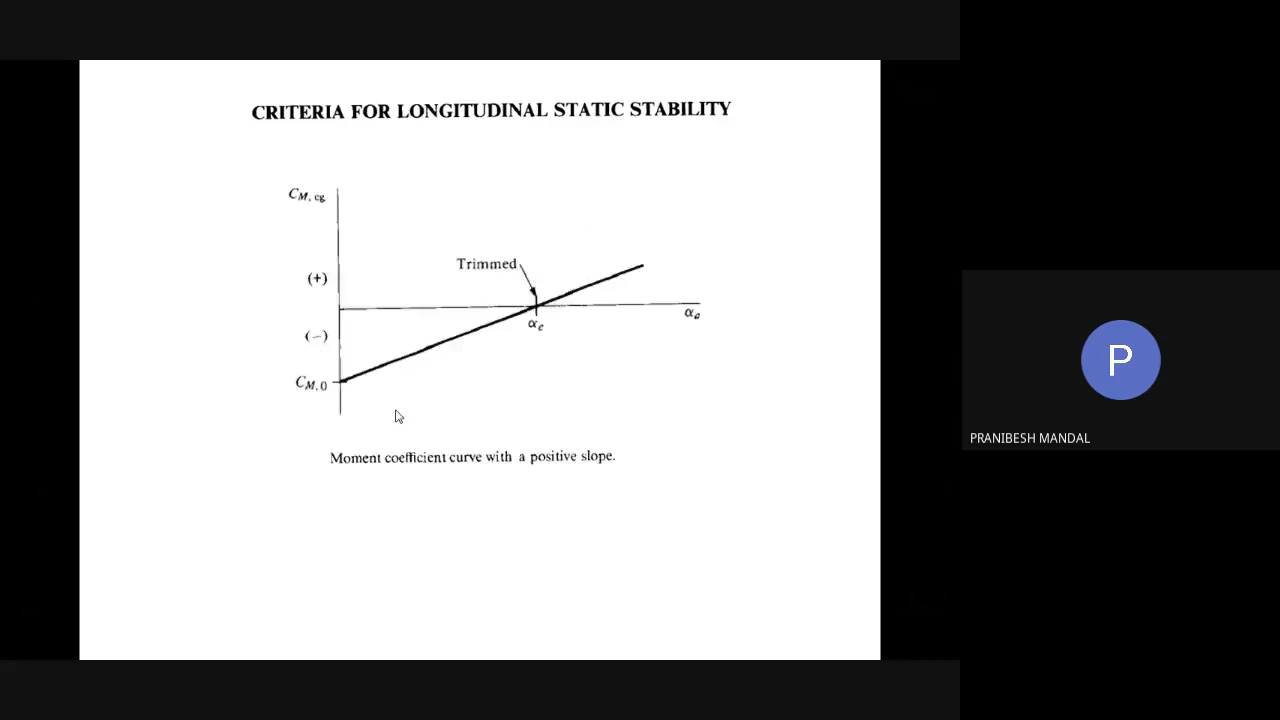 CRITERIA FOR LONGITUDINAL STATIC STABILITY
C_M, cg
Trimmed
(+)
α_e
α_a
(−)
C_M, 0
Moment coefficient curve with a positive slope.
P
PRANIBESH MANDAL